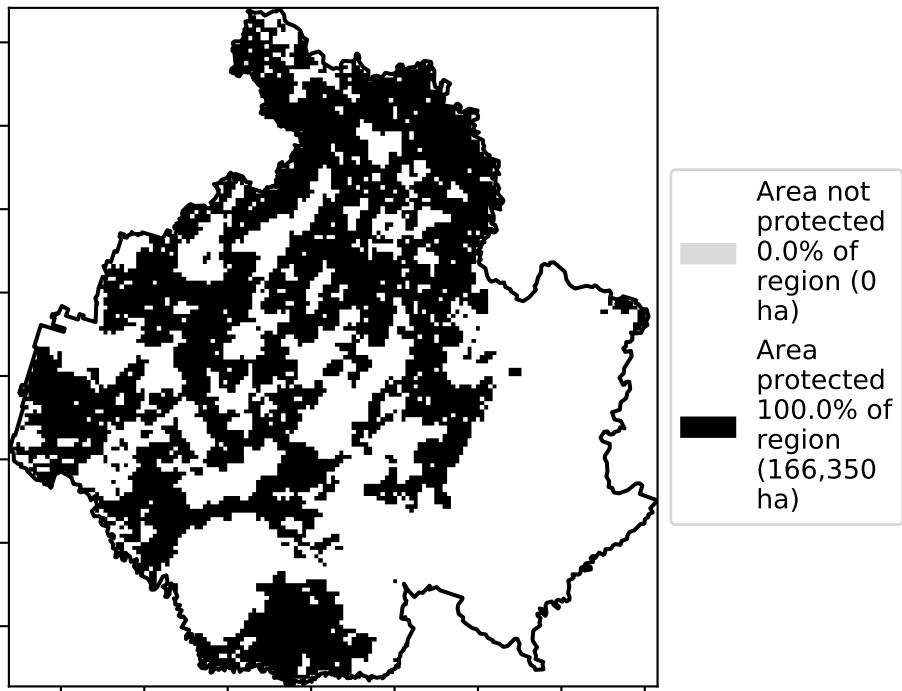 Area not
protected
0.0% of
region (0
ha)
Area
protected
100.0% of
region
(166,350
ha)